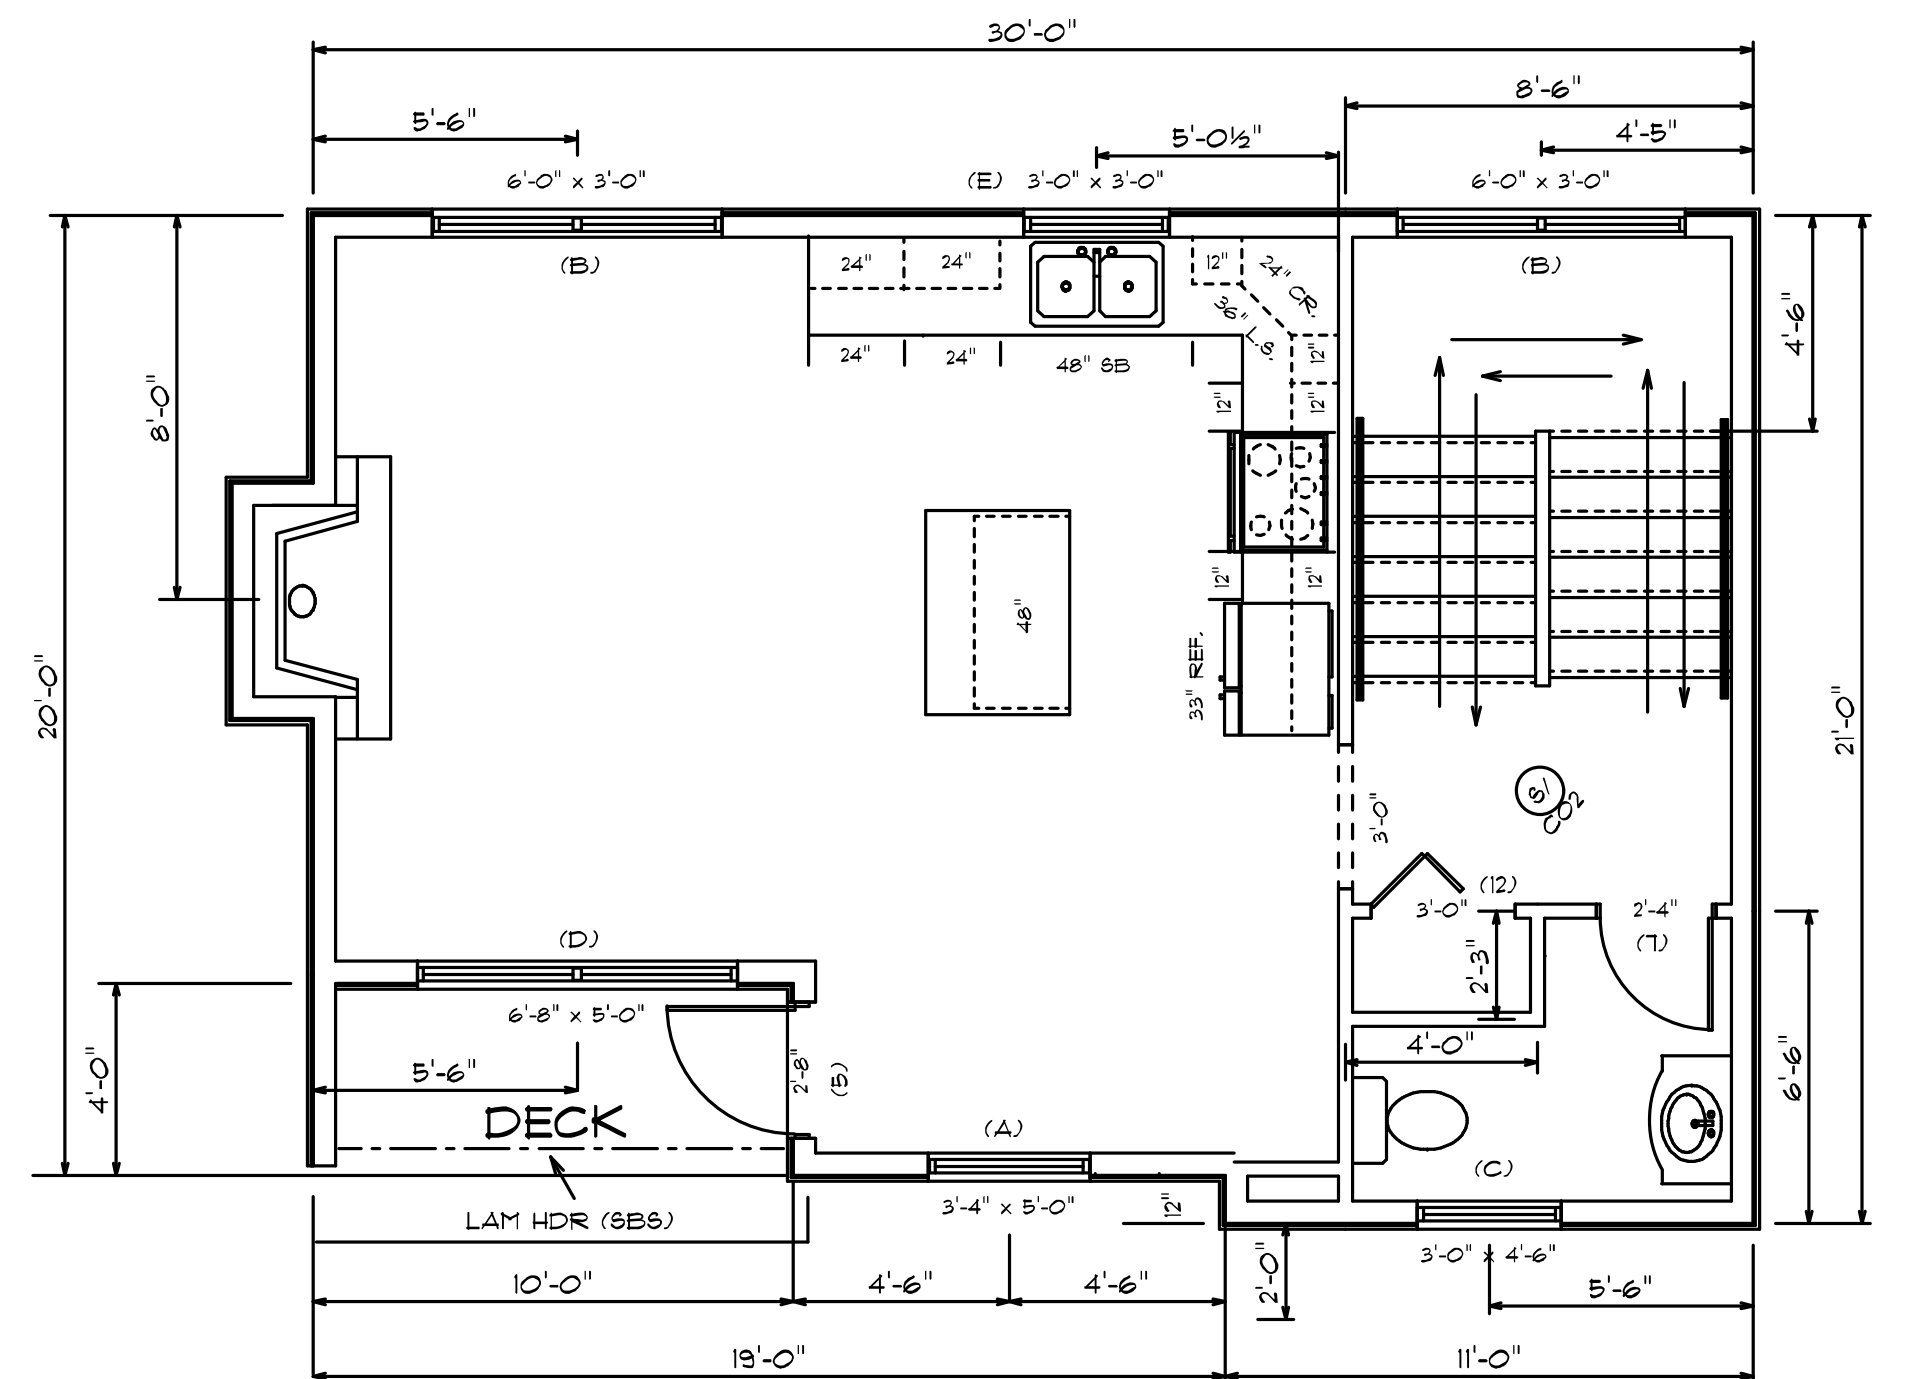 30'-0"
8'-6"
5'-6"
5'-0½"
4'-5"
6'-0" x 3'-0"
(E) 3'-0" x 3'-0"
6'-0" x 3'-0"
(B)
24"
24"
12"
24" CR.
(B)
36" L.S.
24"
24"
48" SB
12"
4'-6"
8'-0"
12"
12"
12"
12"
48"
33" REF.
20'-0"
21'-0"
S/
CO2
3'-0"
(12)
3'-0"
2'-4"
(7)
(D)
2'-3"
6'-8" x 5'-0"
4'-0"
4'-0"
5'-6"
2'-8"
(5)
6'-6"
DECK
(A)
(C)
LAM HDR (SBS)
3'-4" x 5'-0"
12"
3'-0" x 4'-6"
2'-0"
10'-0"
4'-6"
4'-6"
5'-6"
19'-0"
11'-0"